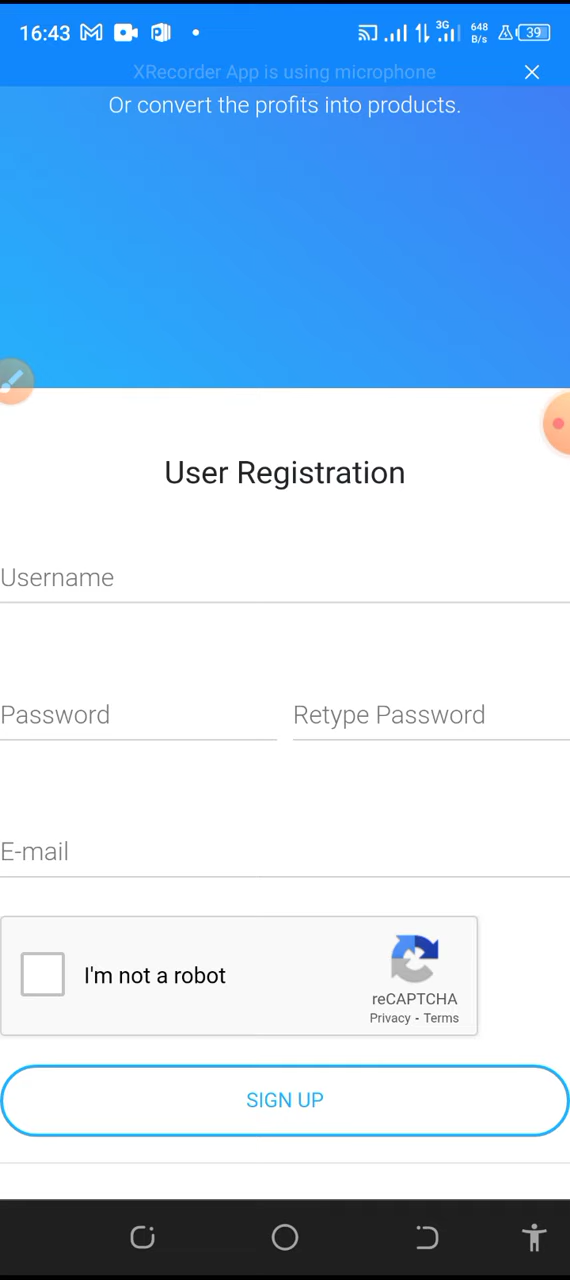 16:43
3G
648
B/s
39
XRecorder App is using microphone
Or convert the profits into products.
User Registration
Username
Password
Retype Password
E-mail
I'm not a robot
reCAPTCHA
Privacy - Terms
SIGN UP